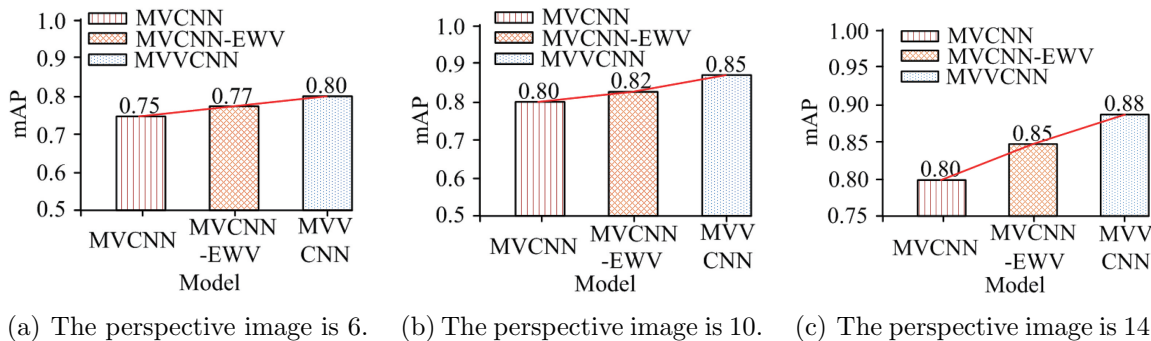 1.0
0.9
0.8
0.7
0.6
0.5
mAP
MVCNN
MVCNN-EWV
MVVCNN
0.75
0.77
0.80
MVCNN
MVCNN
-EWV
MVV
CNN
Model
(a) The perspective image is 6.
1.0
0.9
0.8
0.7
0.6
0.5
mAP
MVCNN
MVCNN-EWV
MVVCNN
0.80
0.82
0.85
MVCNN
MVCNN
-EWV
MVV
CNN
Model
(b) The perspective image is 10.
1.00
0.95
0.90
0.85
0.80
0.75
mAP
MVCNN
MVCNN-EWV
MVVCNN
0.80
0.85
0.88
MVCNN
MVCNN
-EWV
MVV
CNN
Model
(c) The perspective image is 14